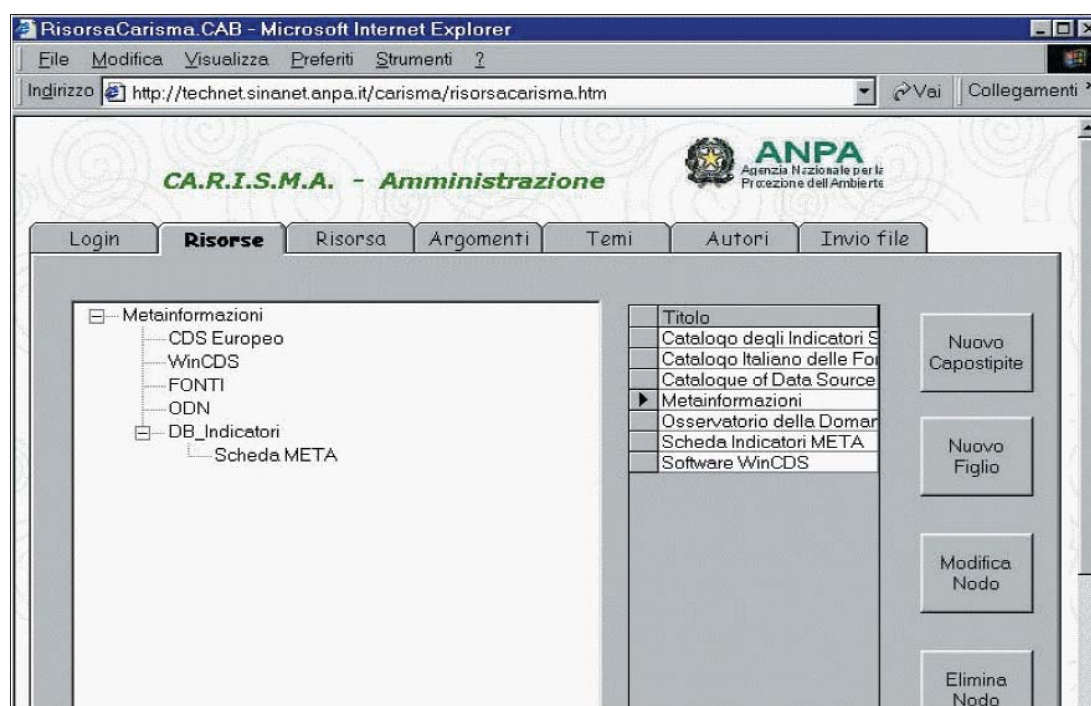 RisorsaCarisma.CAB - Microsoft Internet Explorer
File Modifica Visualizza Preferiti Strumenti ?
Indirizzo http://technet.sinanet.anpa.it/carisma/risorsacarisma.htm Vai Collegamenti
CA.R.I.S.M.A. - Amministrazione
ANPA
Agenzia Nazionale per la
Protezione dell'Ambiente
Login Risorse Risorsa Argomenti Temi Autori Invio file
Metainformazioni
CDS Europeo
WinCDS
FONTI
ODN
DB_Indicatori
Scheda META
Titolo
Catalogo degli Indicatori S
Catalogo Italiano delle Fo
Catalogue of Data Source
Metainformazioni
Osservatorio della Domar
Scheda Indicatori META
Software WinCDS
Nuovo
Capostipite
Nuovo
Figlio
Modifica
Nodo
Elimina
Nodo